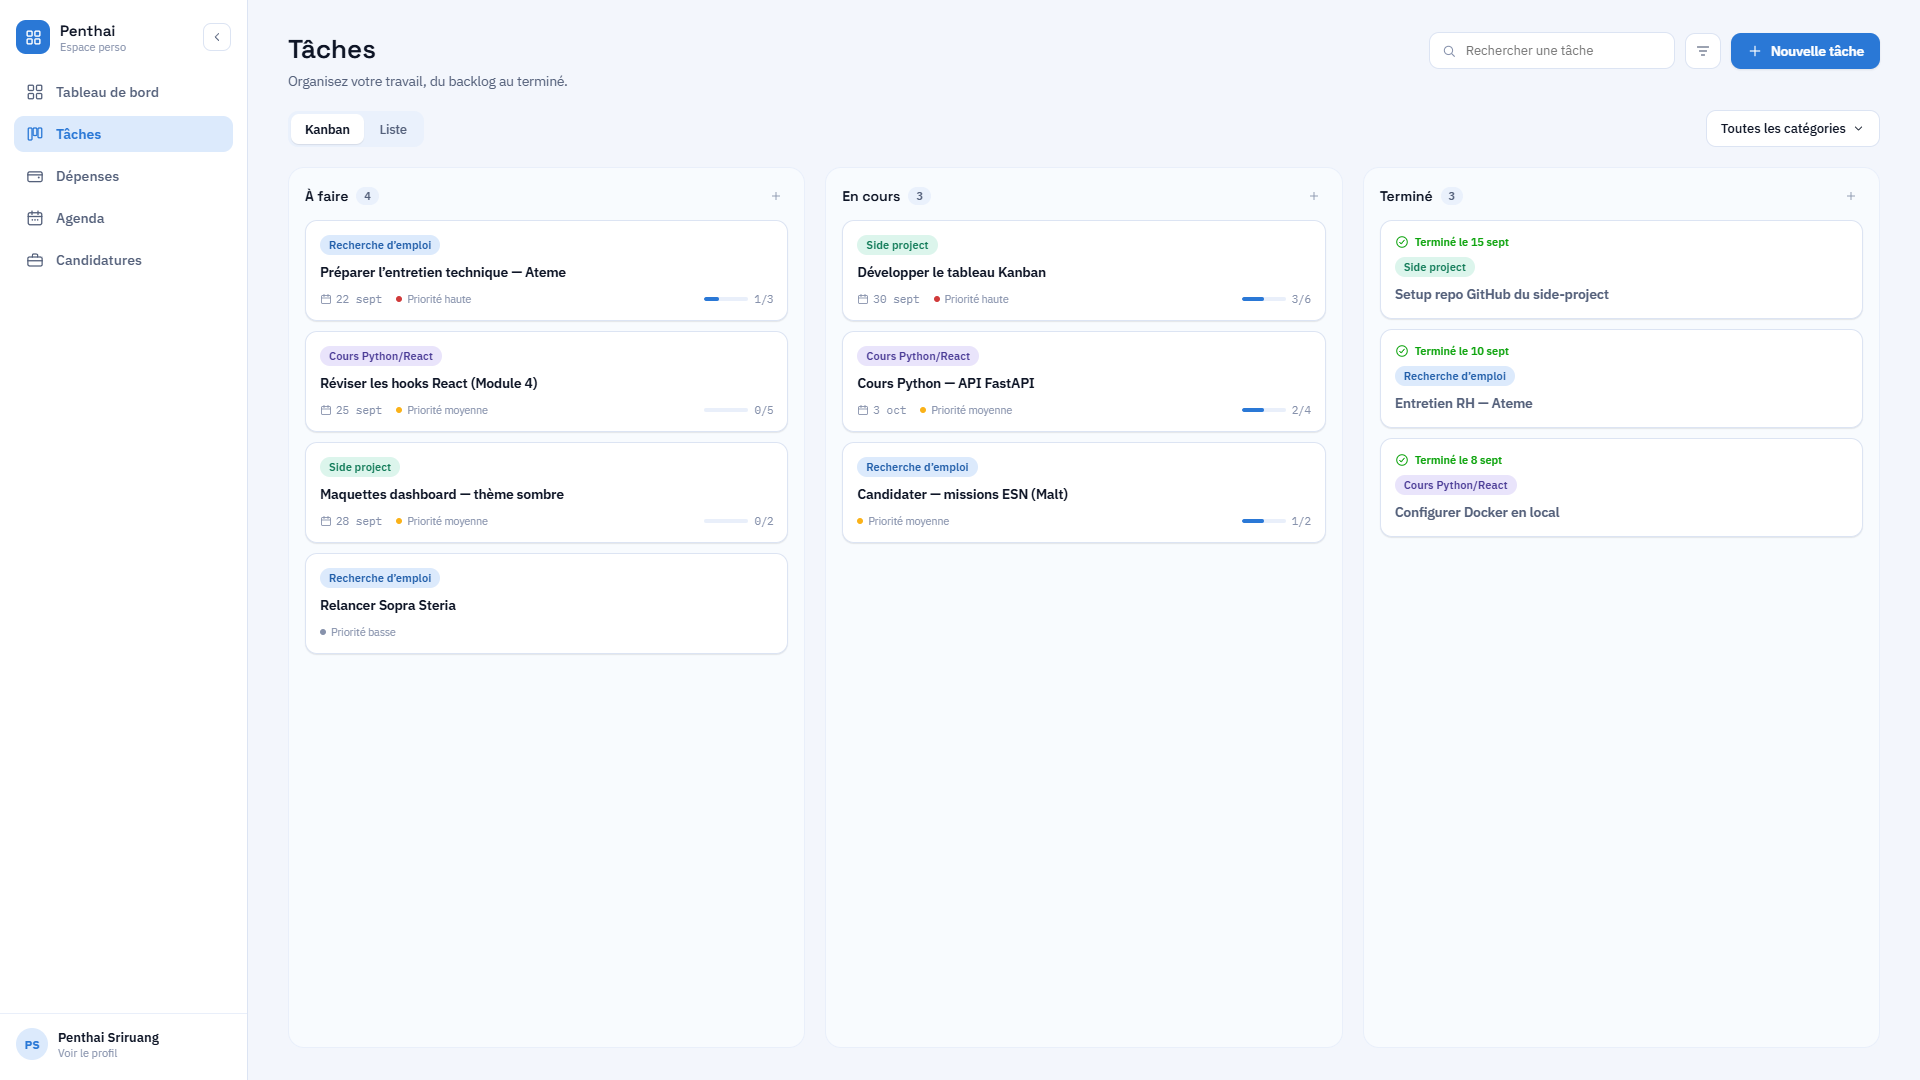 Penthai
Espace perso
Tableau de bord
Tâches
Dépenses
Agenda
Candidatures
Penthai Sriruang
PS
Voir le profil
Tâches
Organisez votre travail, du backlog au terminé.
Rechercher une tâche
Nouvelle tâche
Kanban
Liste
Toutes les catégories
À faire 4
Recherche d’emploi
Préparer l’entretien technique — Ateme
22 sept Priorité haute 1/3
Cours Python/React
Réviser les hooks React (Module 4)
25 sept Priorité moyenne 0/5
Side project
Maquettes dashboard — thème sombre
28 sept Priorité moyenne 0/2
Recherche d’emploi
Relancer Sopra Steria
Priorité basse
En cours 3
Side project
Développer le tableau Kanban
30 sept Priorité haute 3/6
Cours Python/React
Cours Python — API FastAPI
3 oct Priorité moyenne 2/4
Recherche d’emploi
Candidater — missions ESN (Malt)
Priorité moyenne 1/2
Terminé 3
Terminé le 15 sept
Side project
Setup repo GitHub du side-project
Terminé le 10 sept
Recherche d’emploi
Entretien RH — Ateme
Terminé le 8 sept
Cours Python/React
Configurer Docker en local